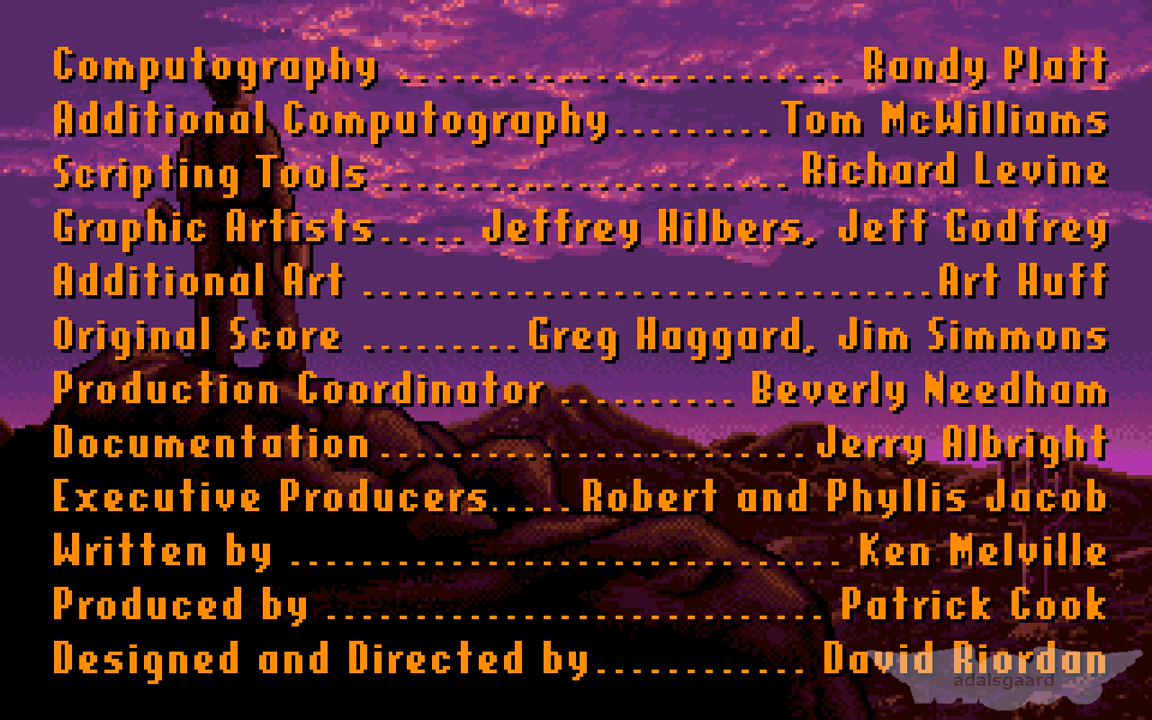 Computography ......................... Randy Platt
Additional Computography......... Tom McWilliams
Scripting Tools ....................... Richard Levine
Graphic Artists..... Jeffrey Hilbers, Jeff Godfrey
Additional Art ................................Art Huff
Original Score .........Greg Haggard, Jim Simmons
Production Coordinator .......... Beverly Needham
Documentation ........................Jerry Albright
Executive Producers.....Robert and Phyllis Jacob
Written by ............................... Ken Melville
Produced by ............................ Patrick Cook
Designed and Directed by............ David Riordan
adalsgaard